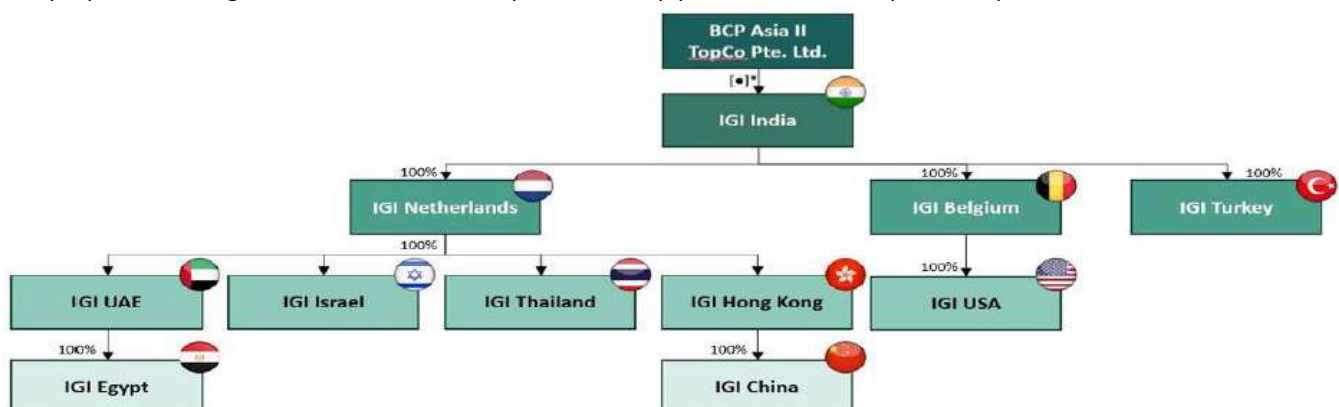 BCP Asia II
TopCo Pte. Ltd.
[●]*
IGI India
100%
100%
100%
IGI Netherlands
IGI Belgium
IGI Turkey
100%
100%
IGI UAE
IGI Israel
IGI Thailand
IGI Hong Kong
IGI USA
100%
100%
IGI Egypt
IGI China